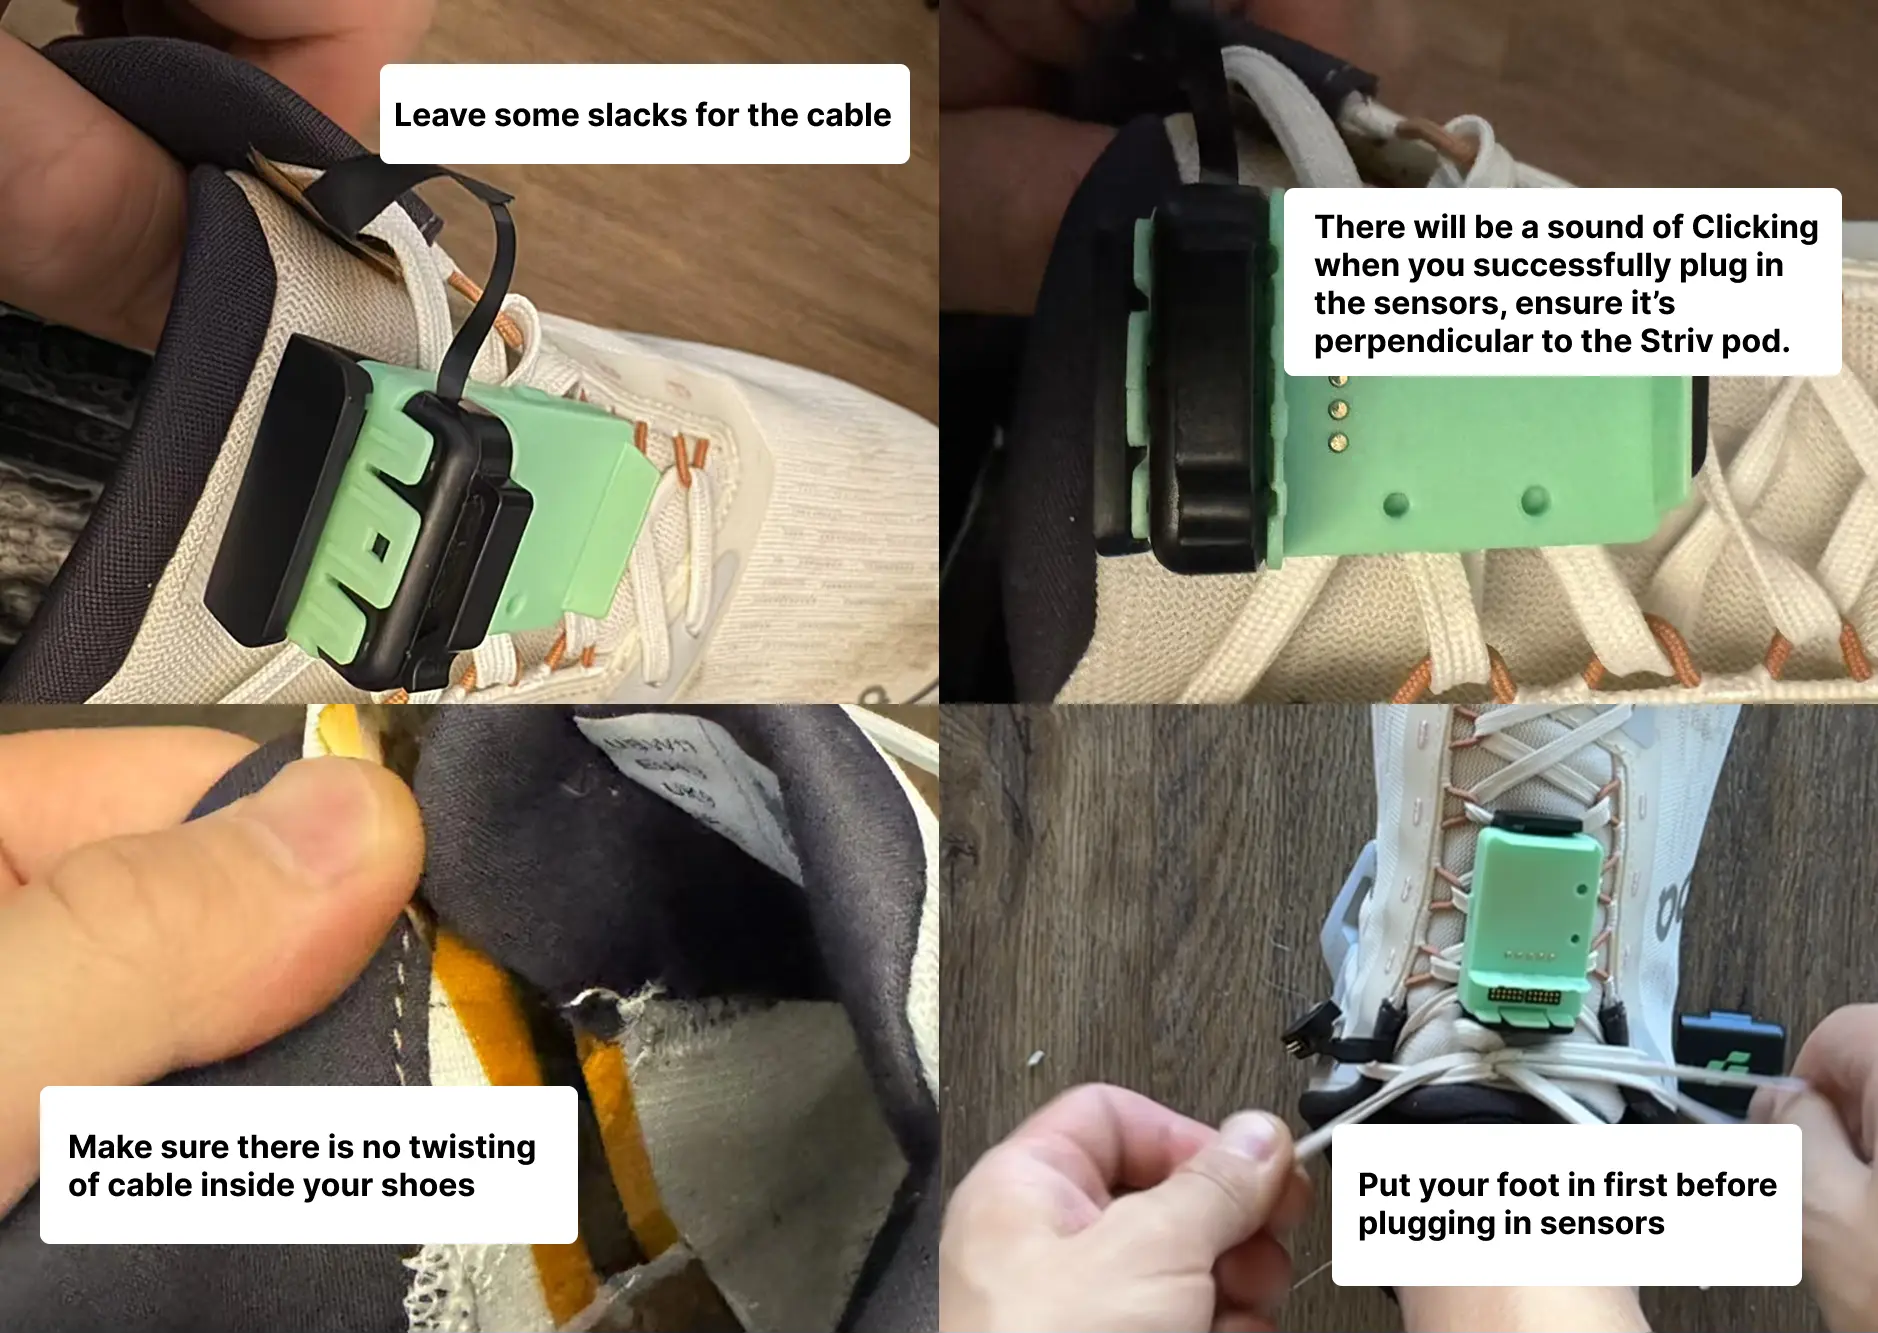 Leave some slacks for the cable
There will be a sound of Clicking
when you successfully plug in
the sensors, ensure it’s
perpendicular to the Striv pod.
Make sure there is no twisting
of cable inside your shoes
Put your foot in first before
plugging in sensors